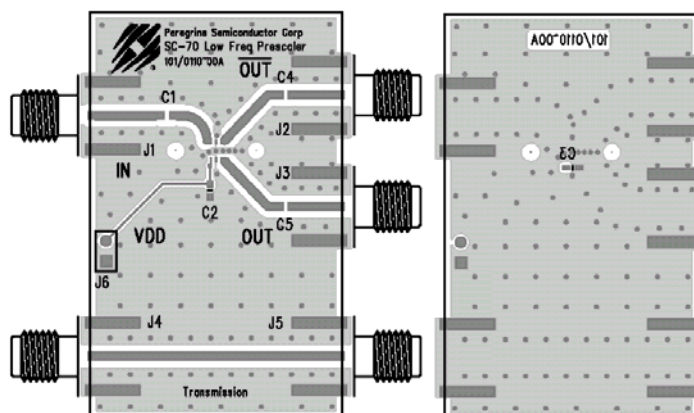 Peregrine Semiconductor Corp
SC-70 Low Freq Prescaler
101/0110-00A
OUT
C4
C1
J2
J1
J3
IN
C2
C5
VDD
OUT
J6
J4
J5
Transmission
101/0110-00A
C3